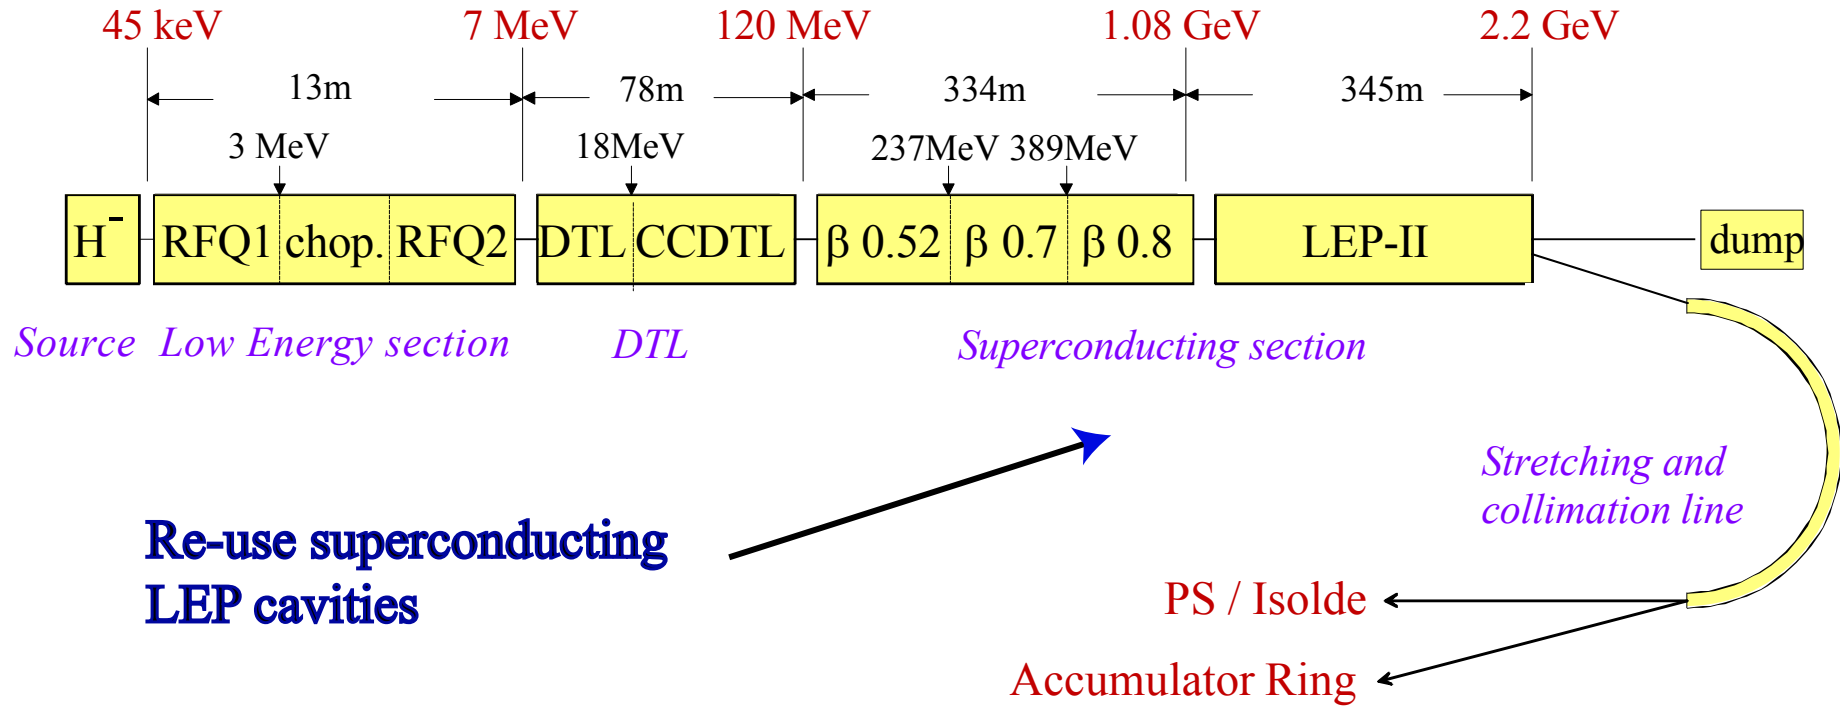 45 keV 7 MeV 120 MeV 1.08 GeV 2.2 GeV
13m 78m 334m 345m
3 MeV 18MeV 237MeV 389MeV
H⁻ RFQ1 chop. RFQ2 DTL CCDTL β 0.52 β 0.7 β 0.8 LEP-II dump
Source Low Energy section DTL Superconducting section
Stretching and
collimation line
Re-use superconducting
LEP cavities
PS / Isolde
Accumulator Ring